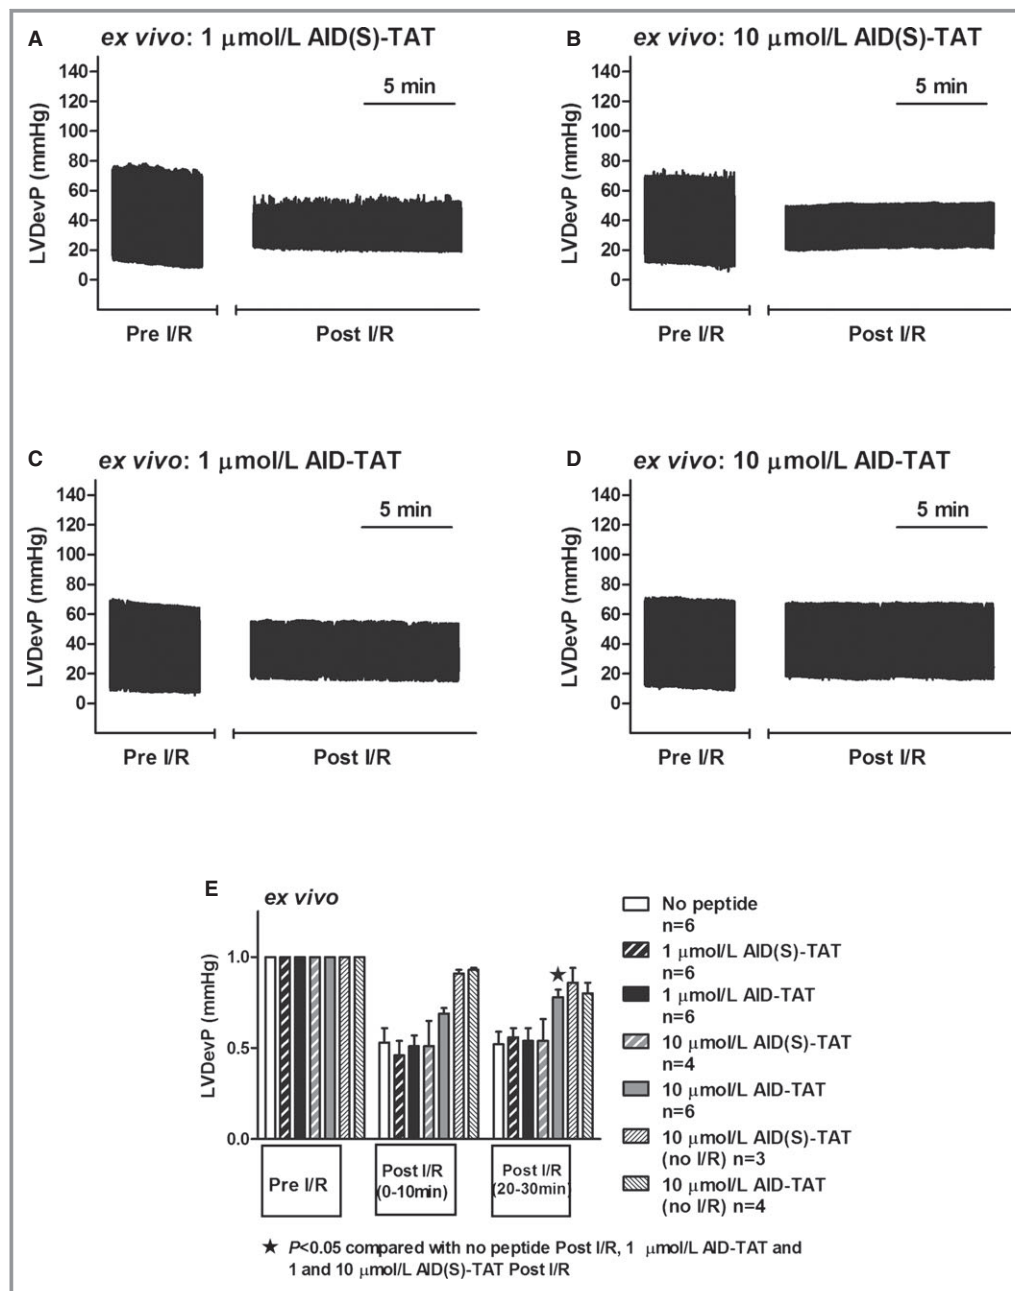 A
ex vivo: 1 μmol/L AID(S)-TAT
LVDevP (mmHg)
140
120
100
80
60
40
20
0
5 min
Pre I/R
Post I/R
B
ex vivo: 10 μmol/L AID(S)-TAT
LVDevP (mmHg)
140
120
100
80
60
40
20
0
5 min
Pre I/R
Post I/R
C
ex vivo: 1 μmol/L AID-TAT
LVDevP (mmHg)
140
120
100
80
60
40
20
0
5 min
Pre I/R
Post I/R
D
ex vivo: 10 μmol/L AID-TAT
LVDevP (mmHg)
140
120
100
80
60
40
20
0
5 min
Pre I/R
Post I/R
E
ex vivo
LVDevP (mmHg)
1.0
0.5
0.0
★
Pre I/R
Post I/R
(0-10min)
Post I/R
(20-30min)
No peptide
n=6
1 μmol/L AID(S)-TAT
n=6
1 μmol/L AID-TAT
n=6
10 μmol/L AID(S)-TAT
n=4
10 μmol/L AID-TAT
n=6
10 μmol/L AID(S)-TAT
(no I/R) n=3
10 μmol/L AID-TAT
(no I/R) n=4
★ P<0.05 compared with no peptide Post I/R, 1 μmol/L AID-TAT and
1 and 10 μmol/L AID(S)-TAT Post I/R